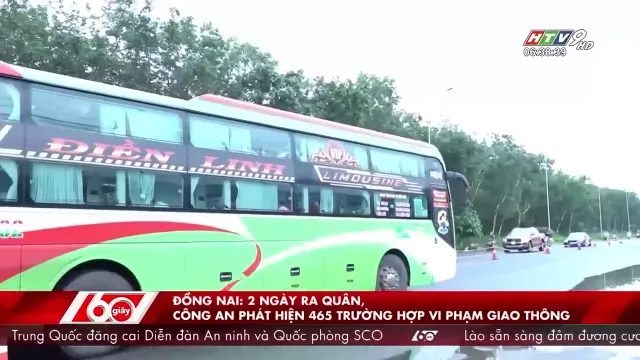 HTV9 HD
06:38:39
ĐIỀN LINH
VIP
LIMOUSINE
60 giây
ĐỒNG NAI: 2 NGÀY RA QUÂN,
CÔNG AN PHÁT HIỆN 465 TRƯỜNG HỢP VI PHẠM GIAO THÔNG
Trung Quốc đăng cai Diễn đàn An ninh và Quốc phòng SCO 60 Lào sẵn sàng đảm đương cư